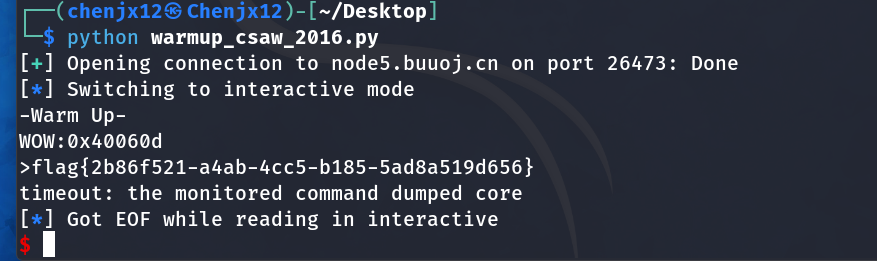 ┌──(chenjx12㉿Chenjx12)-[~/Desktop]
└─$ python warmup_csaw_2016.py
[+] Opening connection to node5.buuoj.cn on port 26473: Done
[*] Switching to interactive mode
-Warm Up-
WOW:0x40060d
>flag{2b86f521-a4ab-4cc5-b185-5ad8a519d656}
timeout: the monitored command dumped core
[*] Got EOF while reading in interactive
$